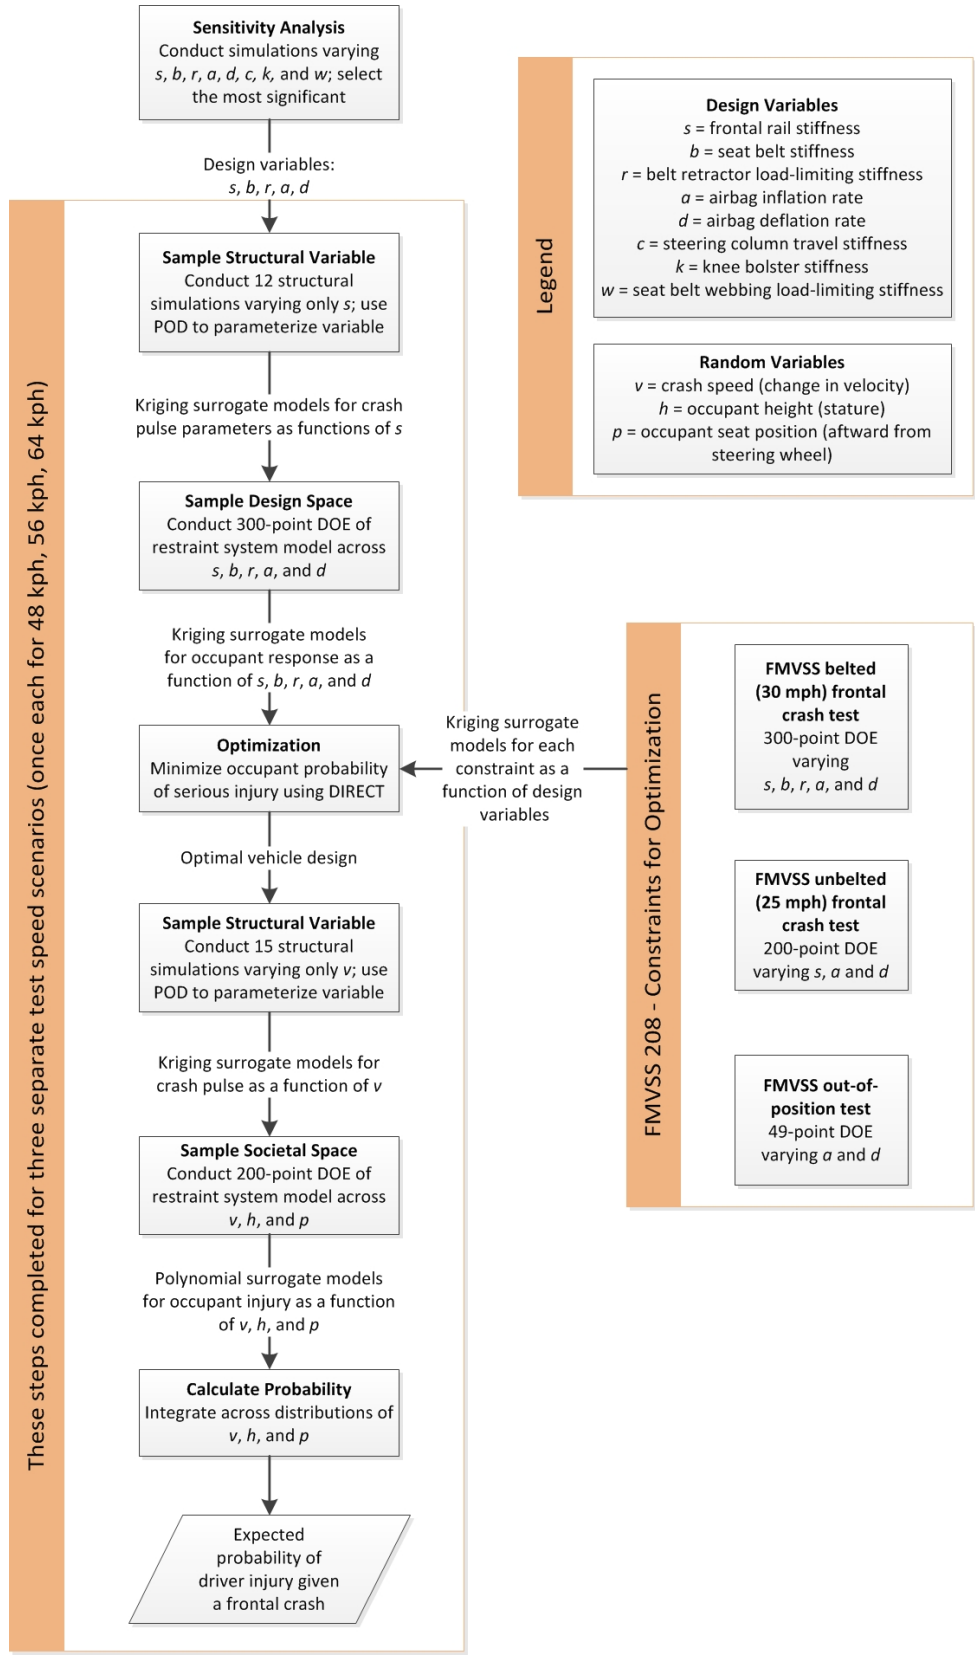 Sensitivity Analysis
Conduct simulations varying
s, b, r, a, d, c, k, and w; select
the most significant
Design variables:
s, b, r, a, d
These steps completed for three separate test speed scenarios (once each for 48 kph, 56 kph, 64 kph)
Sample Structural Variable
Conduct 12 structural
simulations varying only s; use
POD to parameterize variable
Kriging surrogate models for crash
pulse parameters as functions of s
Sample Design Space
Conduct 300-point DOE of
restraint system model across
s, b, r, a, and d
Kriging surrogate models
for occupant response as a
function of s, b, r, a, and d
Optimization
Minimize occupant probability
of serious injury using DIRECT
Optimal vehicle design
Sample Structural Variable
Conduct 15 structural
simulations varying only v; use
POD to parameterize variable
Kriging surrogate models for
crash pulse as a function of v
Sample Societal Space
Conduct 200-point DOE of
restraint system model across
v, h, and p
Polynomial surrogate models
for occupant injury as a function
of v, h, and p
Calculate Probability
Integrate across distributions of
v, h, and p
Expected
probability of
driver injury given
a frontal crash
Legend
Design Variables
s = frontal rail stiffness
b = seat belt stiffness
r = belt retractor load-limiting stiffness
a = airbag inflation rate
d = airbag deflation rate
c = steering column travel stiffness
k = knee bolster stiffness
w = seat belt webbing load-limiting stiffness
Random Variables
v = crash speed (change in velocity)
h = occupant height (stature)
p = occupant seat position (aftward from
steering wheel)
Kriging surrogate
models for each
constraint as a
function of design
variables
FMVSS 208 - Constraints for Optimization
FMVSS belted
(30 mph) frontal
crash test
300-point DOE
varying
s, b, r, a, and d
FMVSS unbelted
(25 mph) frontal
crash test
200-point DOE
varying s, a and d
FMVSS out-of-
position test
49-point DOE
varying a and d